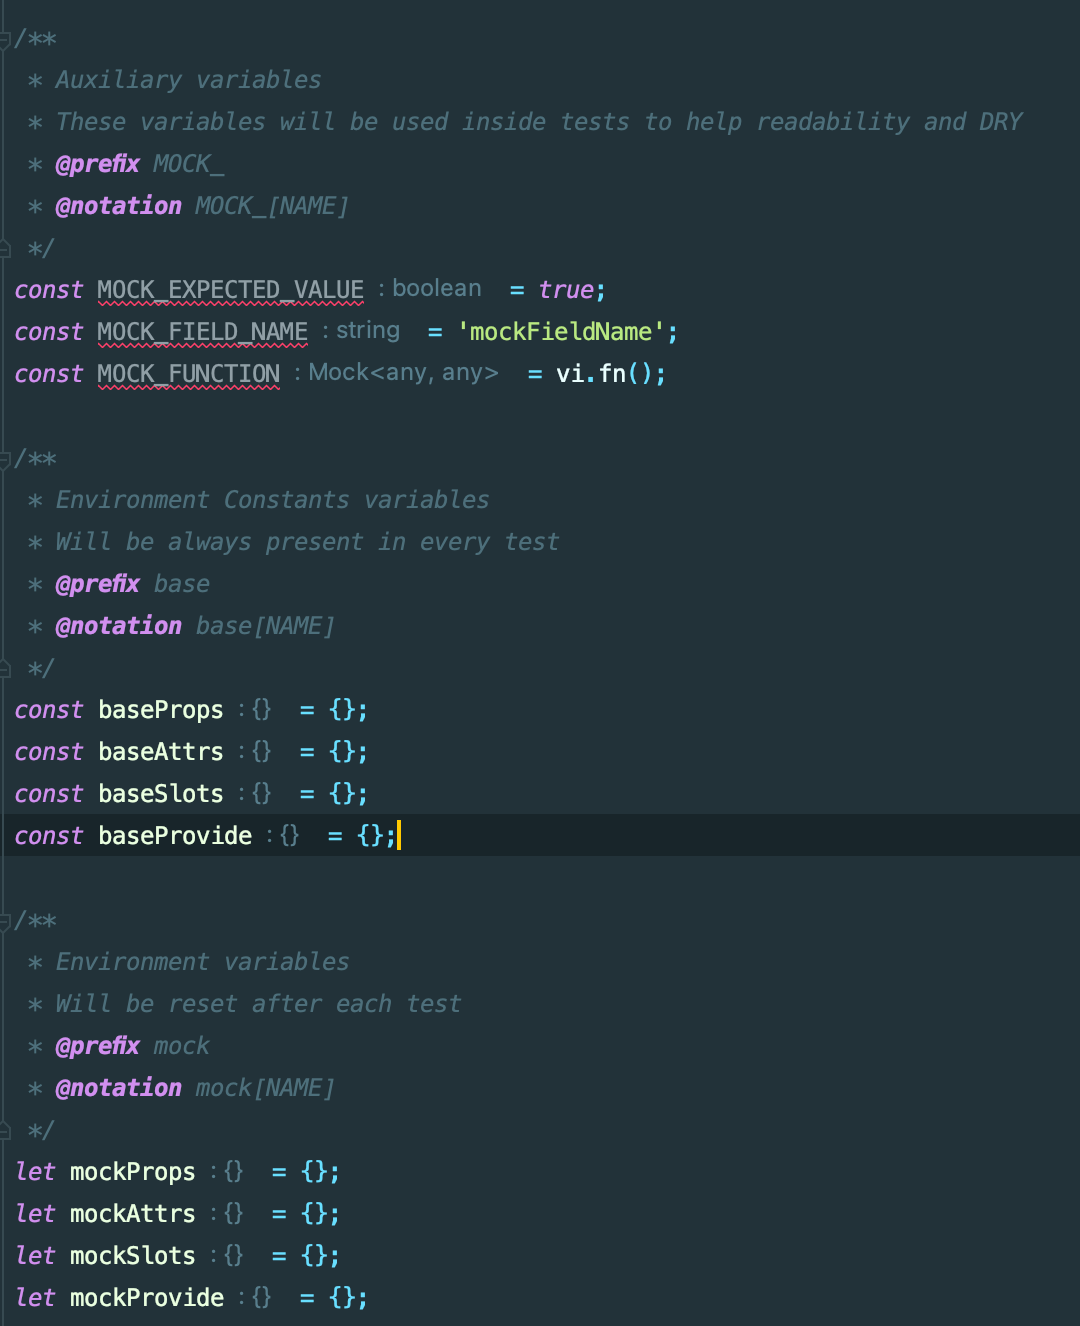 /**
* Auxiliary variables
* These variables will be used inside tests to help readability and DRY
* @prefix MOCK_
* @notation MOCK_[NAME]
*/
const MOCK_EXPECTED_VALUE : boolean = true;
const MOCK_FIELD_NAME : string = 'mockFieldName';
const MOCK_FUNCTION : Mock<any, any> = vi.fn();
/**
* Environment Constants variables
* Will be always present in every test
* @prefix base
* @notation base[NAME]
*/
const baseProps : {} = {};
const baseAttrs : {} = {};
const baseSlots : {} = {};
const baseProvide : {} = {};
/**
* Environment variables
* Will be reset after each test
* @prefix mock
* @notation mock[NAME]
*/
let mockProps : {} = {};
let mockAttrs : {} = {};
let mockSlots : {} = {};
let mockProvide : {} = {};